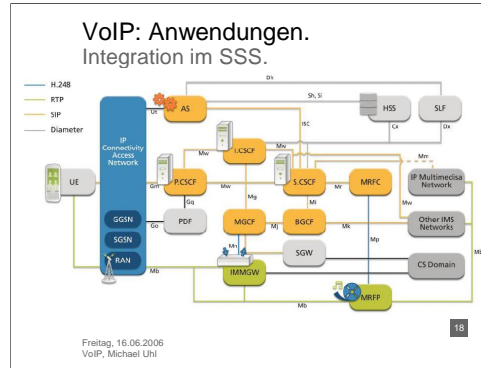 VoIP: Anwendungen.
Integration im SSS.
H.248
RTP
SIP
Diameter
Dh
Sh, Si
Ut
AS
HSS
SLF
ISC
Cx
Dx
IP
Connectivity
Access
Network
I.CSCF
Mw
Mw
Mm
UE
Gm
P.CSCF
Mw
S.CSCF
Mr
MRFC
IP Multimedisa
Network
Mg
Mw
Gq
Mi
GGSN
Go
PDF
MGCF
Mj
BGCF
Mk
Other IMS
Networks
SGSN
Mn
Mp
SGW
CS Domain
Mb
RAN
Mb
IMMGW
Mb
MRFP
18
Freitag, 16.06.2006
VoIP, Michael Uhl